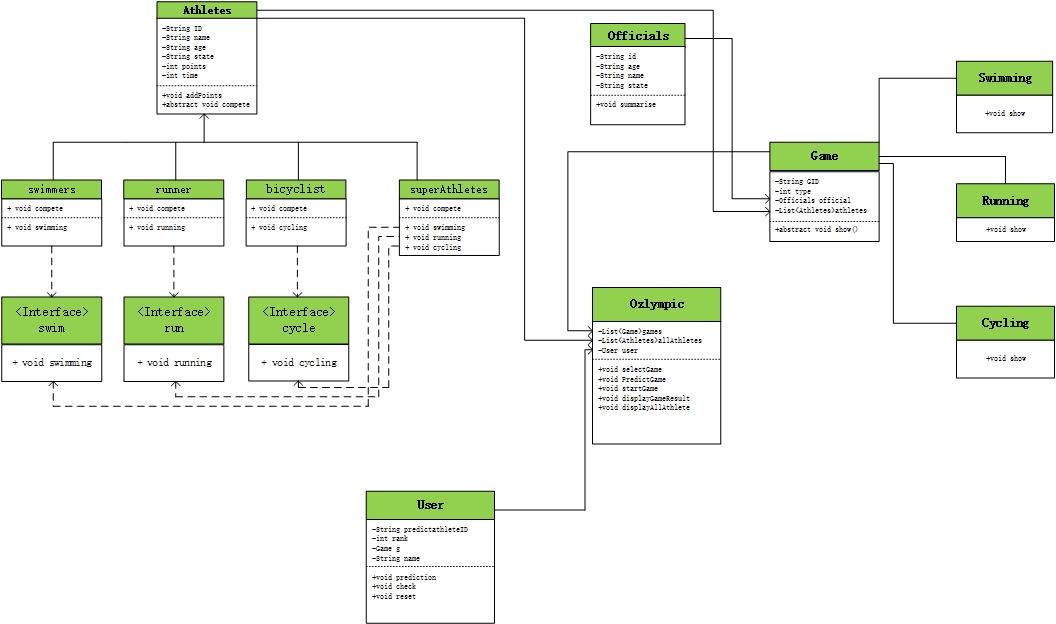 Athletes
-String ID
-String name
-String age
-String state
-int points
-int time
+void addPoints
+abstract void compete
Officials
-String id
-String age
-String name
-String state
+void summarise
Swimming
+void show
Game
-String GID
-int type
-Officials official
-List(Athletes)athletes
+abstract void show()
Running
+void show
swimmers
+ void compete
+ void swimming
runner
+ void compete
+ void running
bicyclist
+ void compete
+ void cycling
superAthletes
+ void compete
+ void swimming
+ void running
+ void cycling
<Interface>
swim
+ void swimming
<Interface>
run
+ void running
<Interface>
cycle
+ void cycling
Ozlympic
-List(Game)games
-List(Athletes)allAthletes
-User user
+void selectGame
+void PredictGame
+void startGame
+void displayGameResult
+void displayAllAthlete
Cycling
+void show
User
-String predictathleteID
-int rank
-Game g
-String name
+void prediction
+void check
+void reset